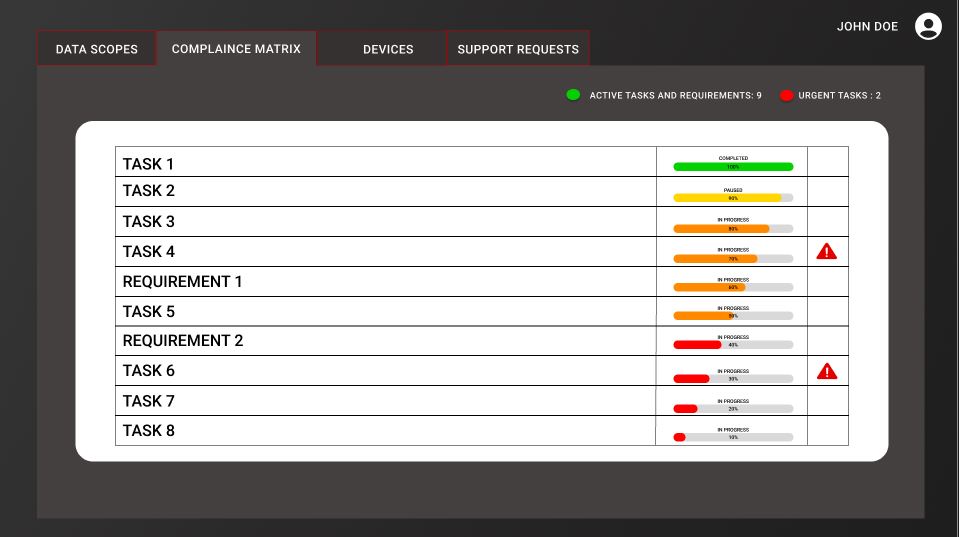 JOHN DOE
DATA SCOPES
COMPLAINCE MATRIX
DEVICES
SUPPORT REQUESTS
ACTIVE TASKS AND REQUIREMENTS: 9
URGENT TASKS : 2
TASK 1
COMPLETED
100%
TASK 2
PAUSED
90%
TASK 3
IN PROGRESS
80%
TASK 4
IN PROGRESS
70%
REQUIREMENT 1
IN PROGRESS
60%
TASK 5
IN PROGRESS
50%
REQUIREMENT 2
IN PROGRESS
40%
TASK 6
IN PROGRESS
30%
TASK 7
IN PROGRESS
20%
TASK 8
IN PROGRESS
10%